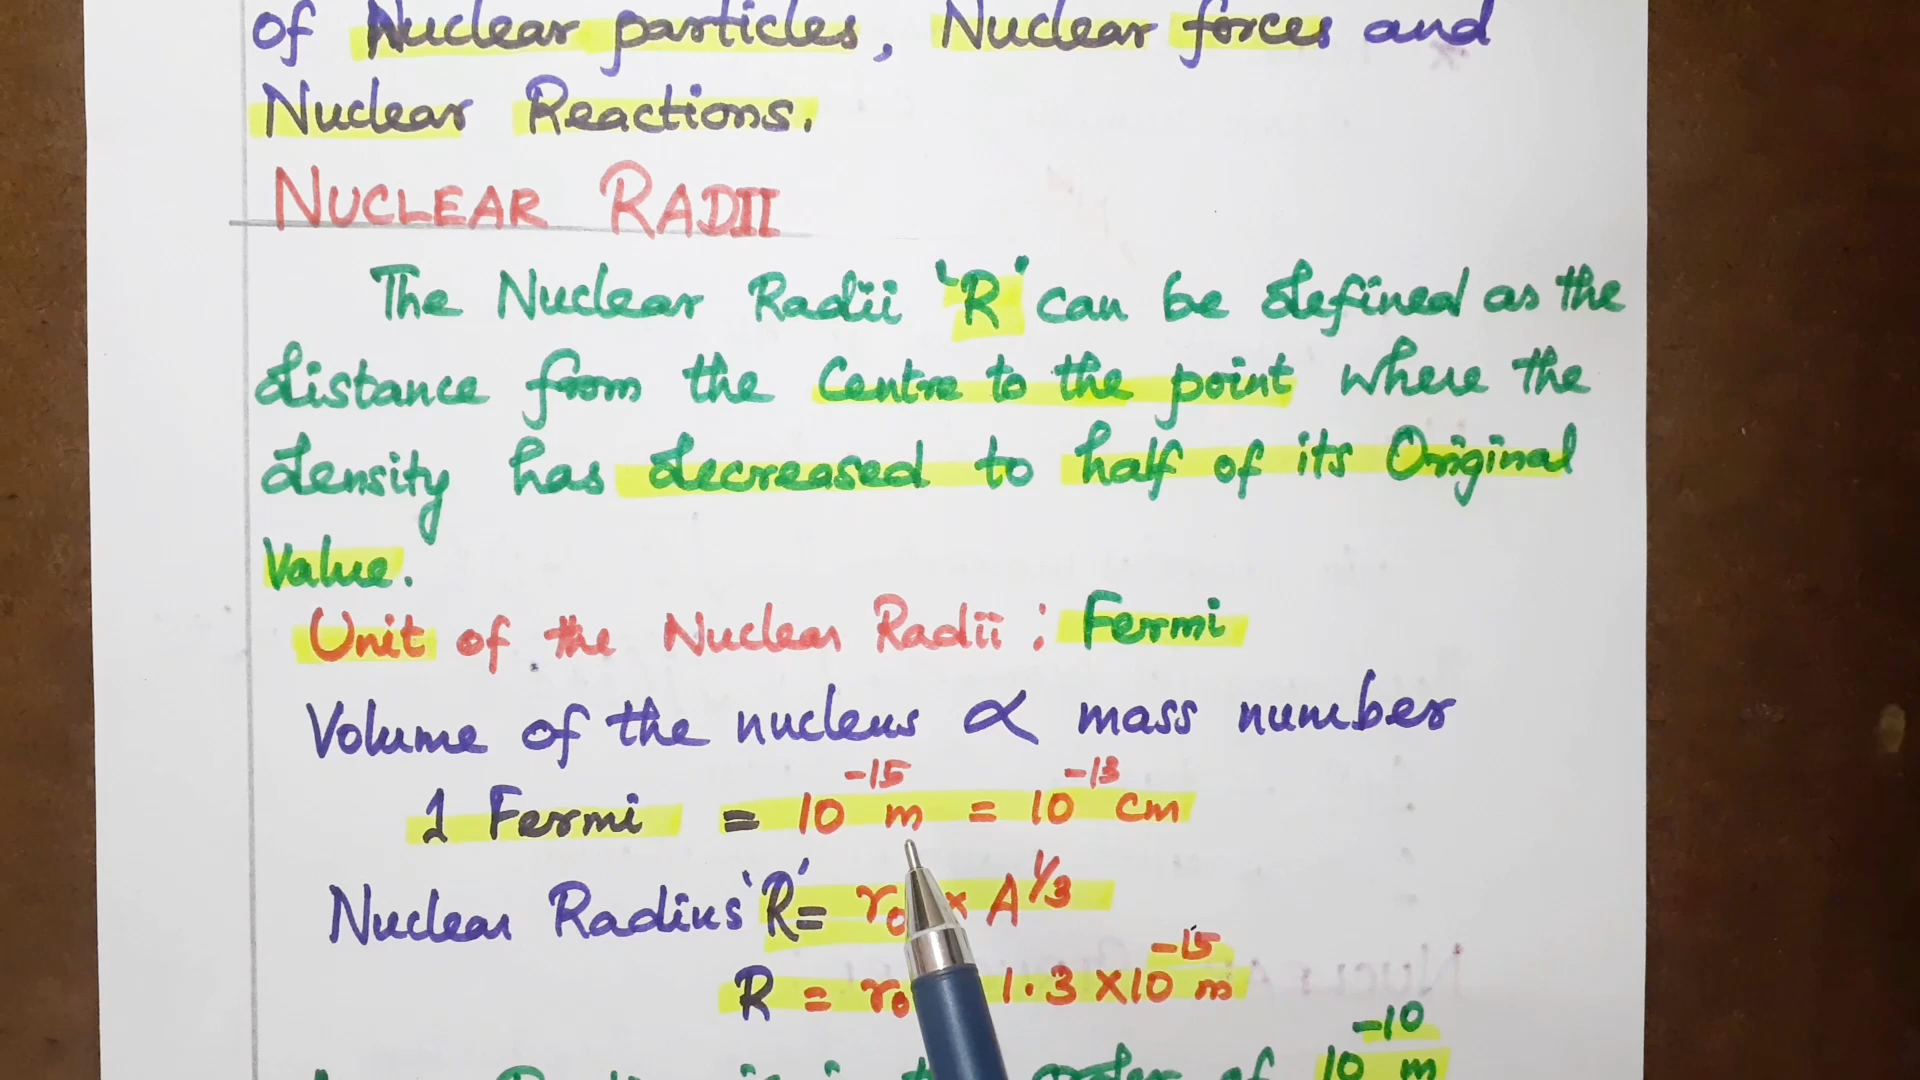 of Nuclear particles, Nuclear forces and
Nuclear Reactions.
NUCLEAR RADII
The Nuclear Radii 'R' can be defined as the
distance from the Centre to the point where the
density has decreased to half of its Original
Value.
Unit of the Nuclear Radii : Fermi
Volume of the nucleus ∝ mass number
1 Fermi = 10⁻¹⁵ m = 10⁻¹³ cm
Nuclear Radius 'R' = r₀ × A^1/3
R = r₀ 1.3 × 10⁻¹⁵ m
of 10⁻¹⁰ m